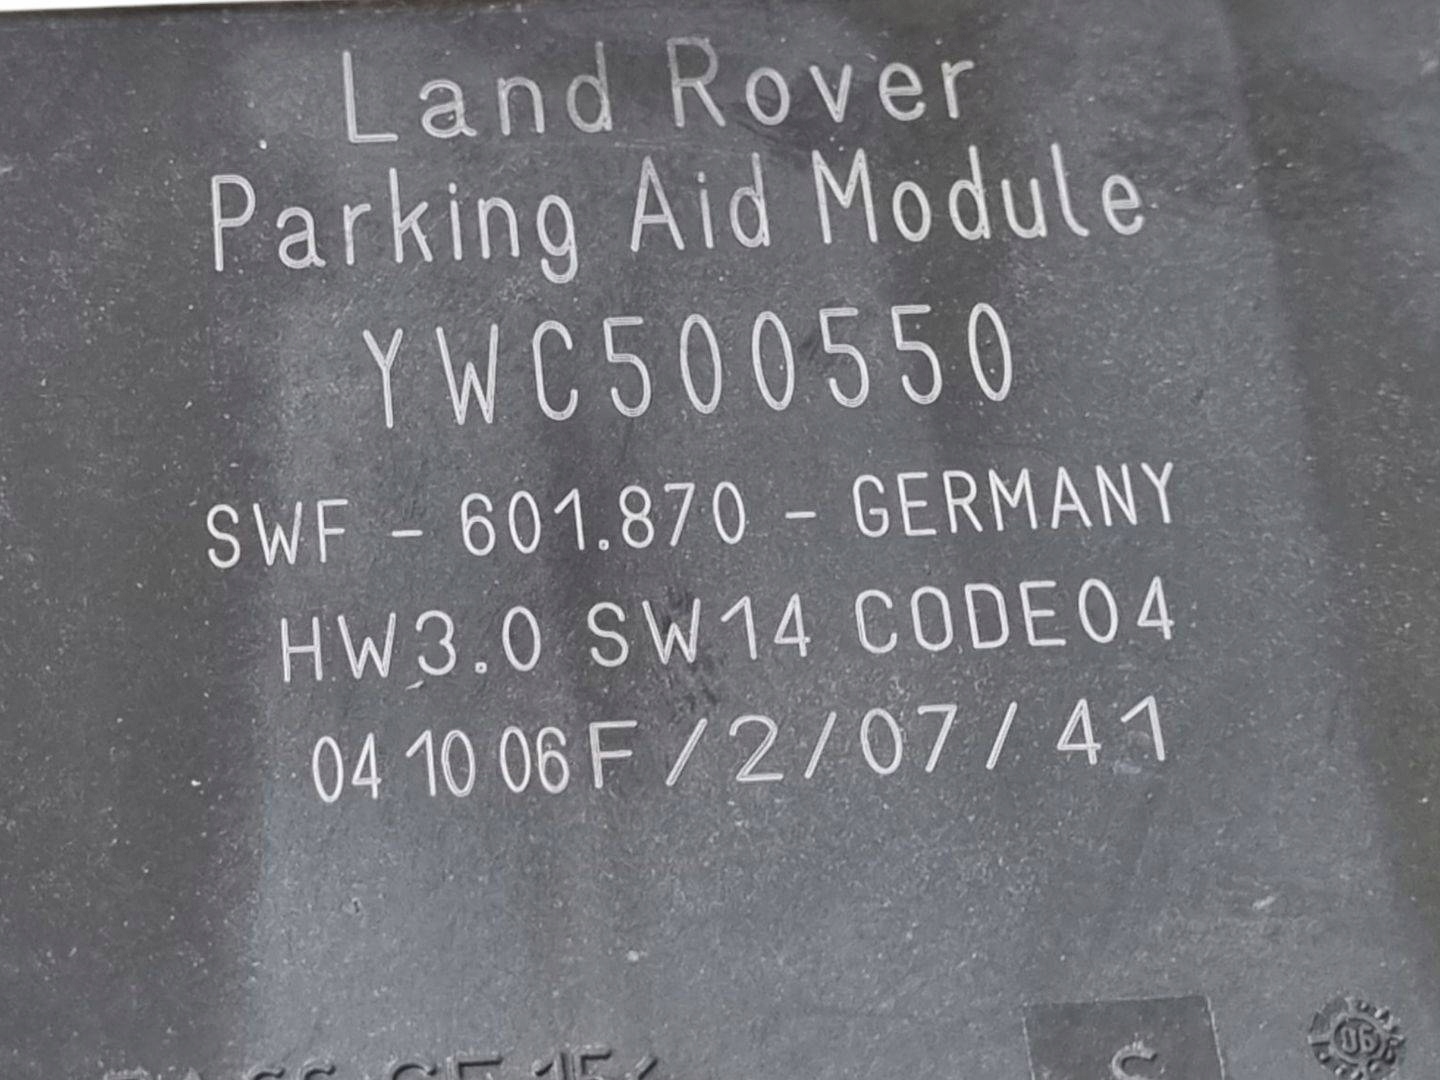 Land Rover
Parking Aid Module
YWC500550
SWF - 601.870 - GERMANY
HW3.0 SW14 CODE04
04 10 06F/2/07/41
06